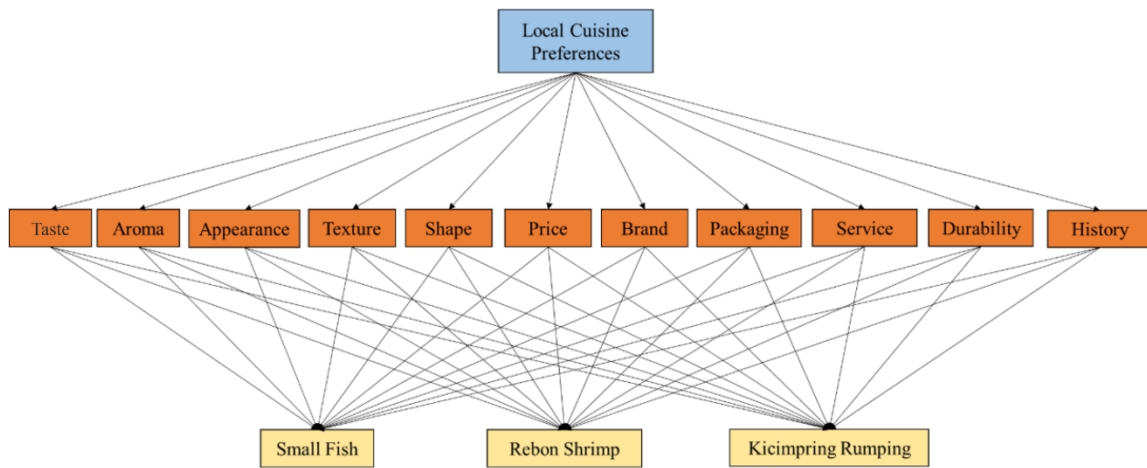 Local Cuisine
Preferences
Taste
Aroma
Appearance
Texture
Shape
Price
Brand
Packaging
Service
Durability
History
Small Fish
Rebon Shrimp
Kicimpring Rumping